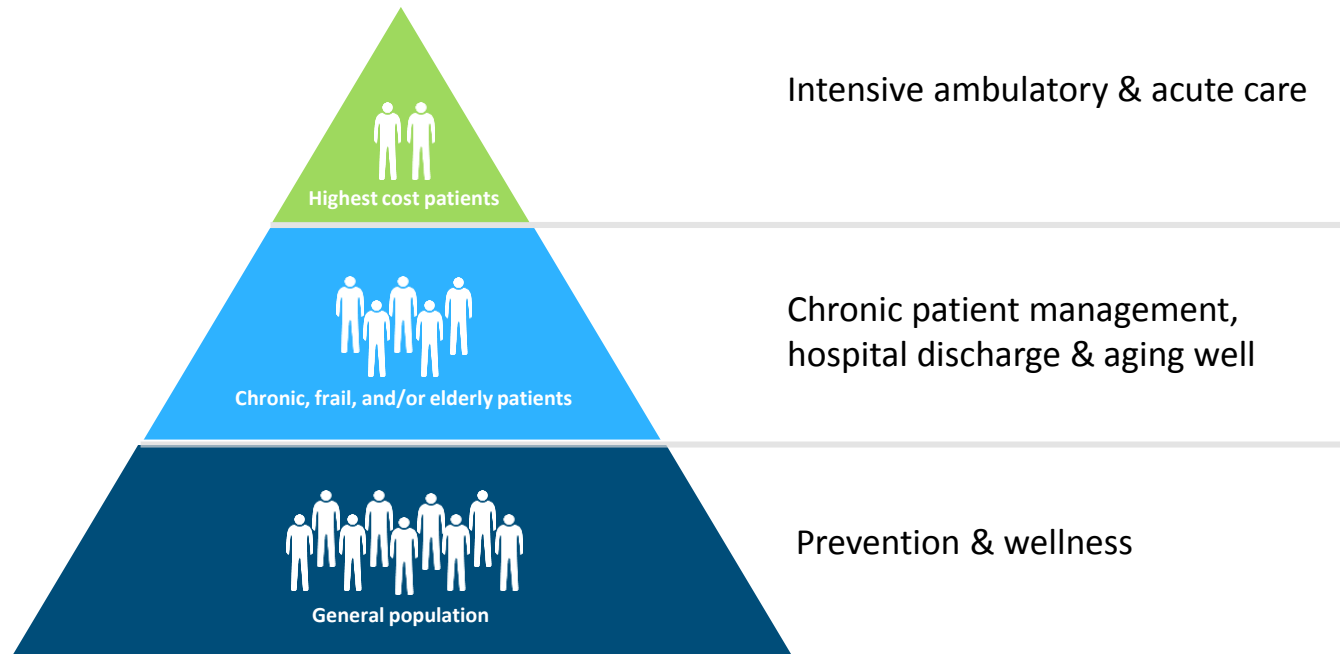 Intensive ambulatory & acute care
Highest cost patients
Chronic patient management,
hospital discharge & aging well
Chronic, frail, and/or elderly patients
Prevention & wellness
General population